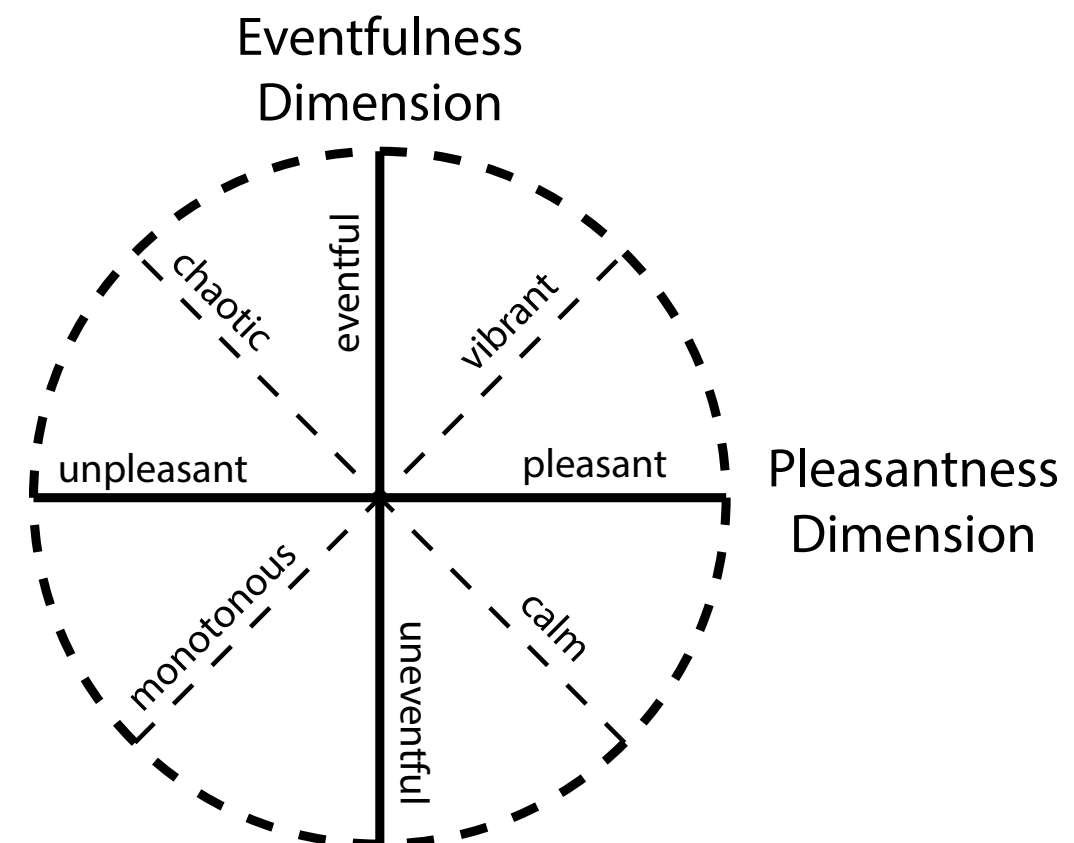 Eventfulness
Dimension
eventful
chaotic
vibrant
unpleasant
pleasant
Pleasantness
Dimension
monotonous
uneventful
calm